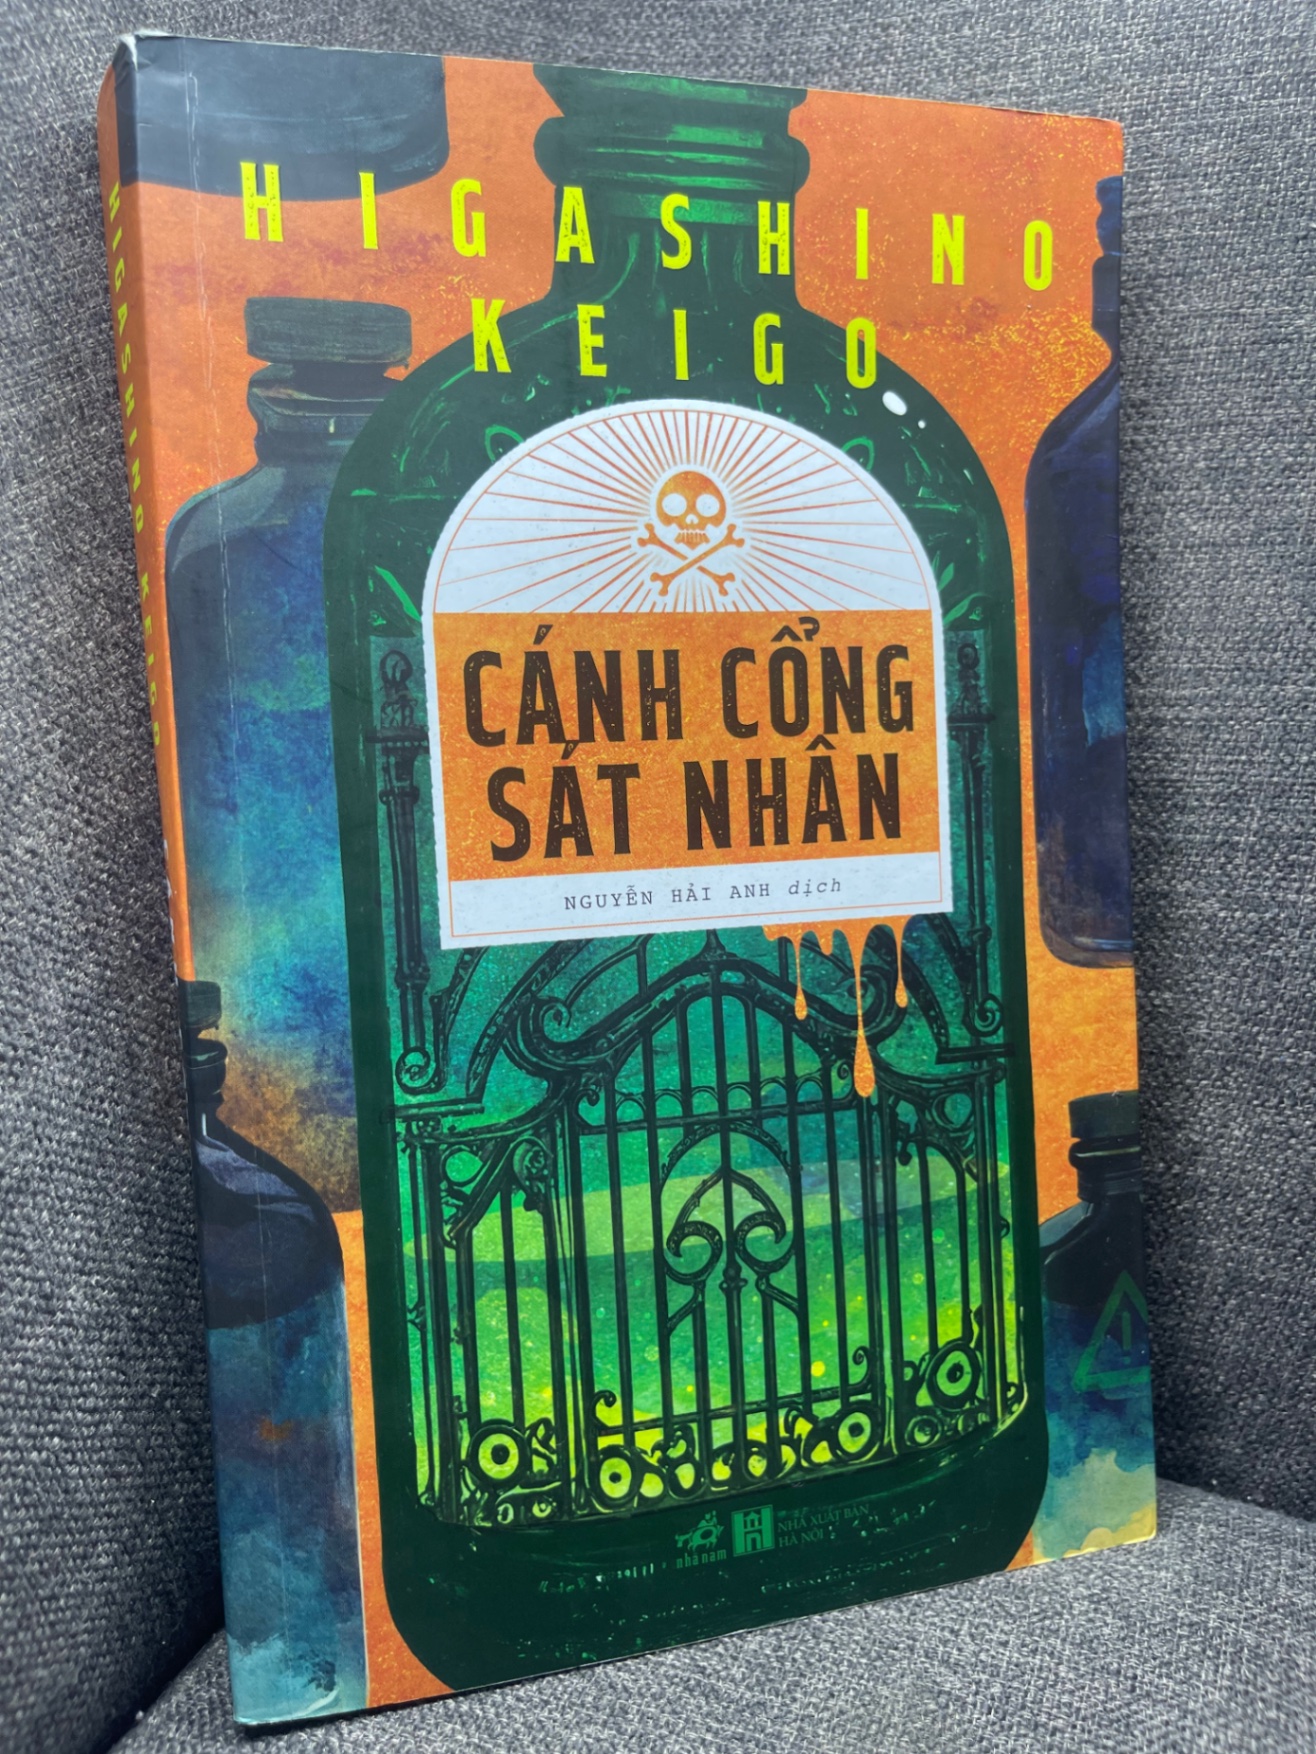 HIGASHINO
KEIGO
CÁNH CỔNG
SÁT NHÂN
NGUYỄN HẢI ANH dịch
nhã nam
NHÀ XUẤT BẢN
HÀ NỘI
HIGASHINO KEIGO